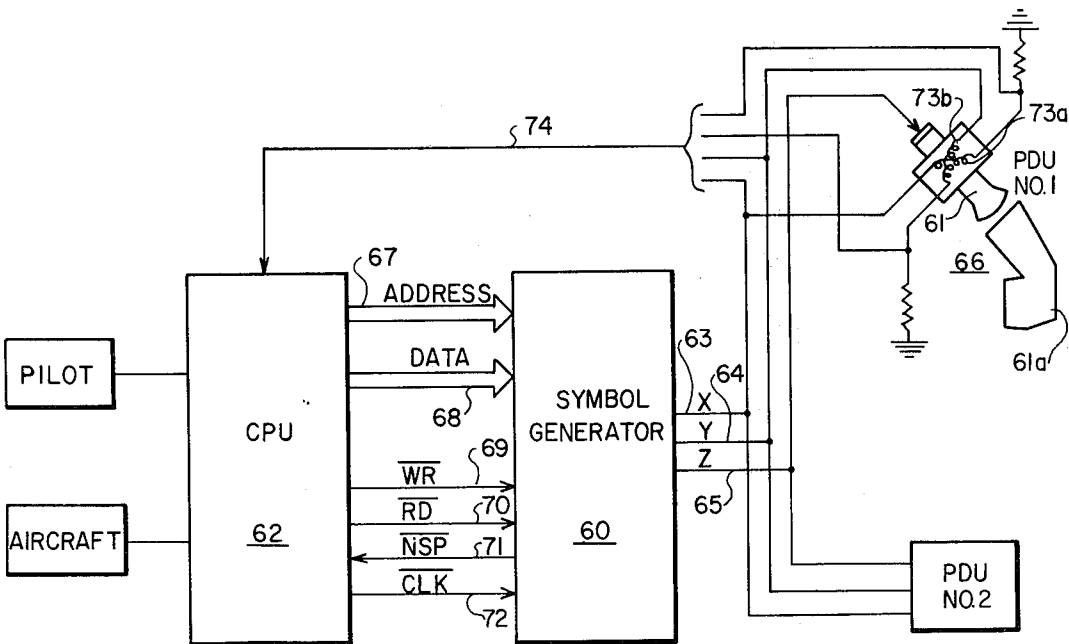 73b
73a
74
PDU
NO.1
61
66
61a
67
ADDRESS
63
64
PILOT
DATA
68
X
Y
Z
65
SYMBOL
GENERATOR
CPU
WR
69
RD
70
62
60
NSP
71
AIRCRAFT
CLK
72
PDU
NO.2